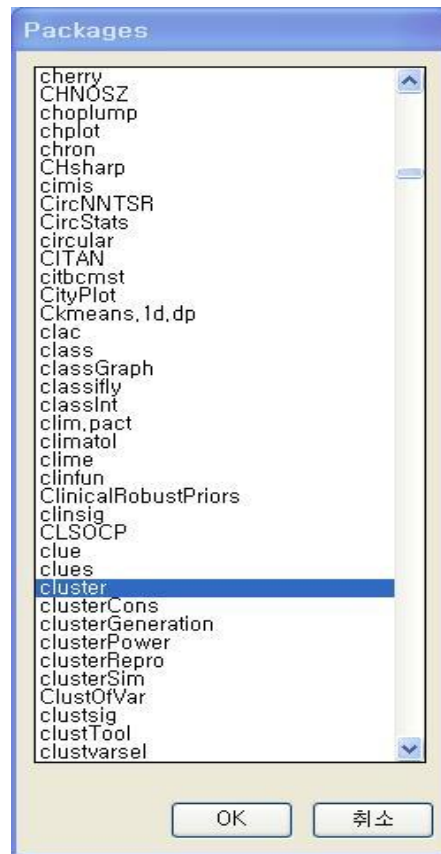 Packages
cherry
CHNOSZ
choplump
chplot
chron
CHsharp
cimis
CircNNTSR
CircStats
circular
CITAN
citbcmst
CityPlot
Ckmeans.1d.dp
clac
class
classGraph
classifly
classInt
clim.pact
climatol
clime
clinfun
ClinicalRobustPriors
clinsig
CLSOCP
clue
clues
cluster
clusterCons
clusterGeneration
clusterPower
clusterRepro
clusterSim
ClustOfVar
clustsig
clustTool
clustvarsel
OK 취소